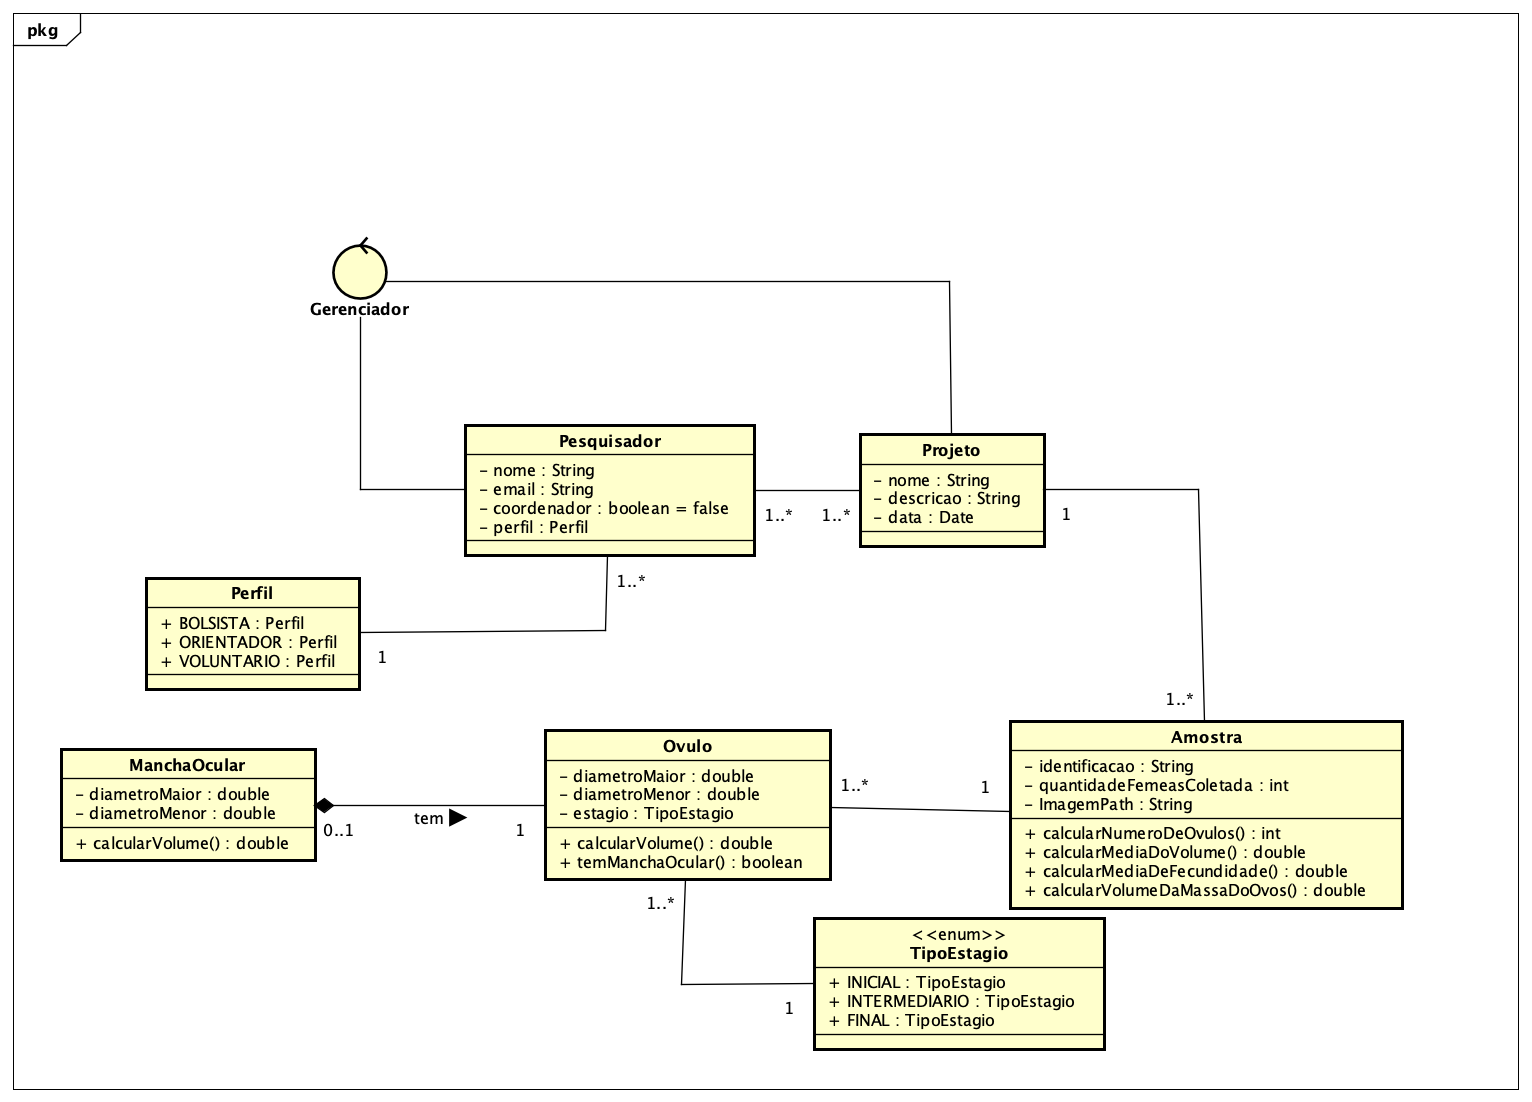 pkg
Gerenciador
Pesquisador
– nome : String
– email : String
– coordenador : boolean = false
– perfil : Perfil
1..*
1..*
Projeto
– nome : String
– descricao : String
– data : Date
1
1..*
Perfil
+ BOLSISTA : Perfil
+ ORIENTADOR : Perfil
+ VOLUNTARIO : Perfil
1
1..*
ManchaOcular
– diametroMaior : double
– diametroMenor : double
+ calcularVolume() : double
0..1
tem
1
Ovulo
– diametroMaior : double
– diametroMenor : double
– estagio : TipoEstagio
+ calcularVolume() : double
+ temManchaOcular() : boolean
1..*
1
Amostra
– identificacao : String
– quantidadeFemeasColetada : int
– ImagemPath : String
+ calcularNumeroDeOvulos() : int
+ calcularMediaDoVolume() : double
+ calcularMediaDeFecundidade() : double
+ calcularVolumeDaMassaDoOvos() : double
1..*
1
<<enum>>
TipoEstagio
+ INICIAL : TipoEstagio
+ INTERMEDIARIO : TipoEstagio
+ FINAL : TipoEstagio